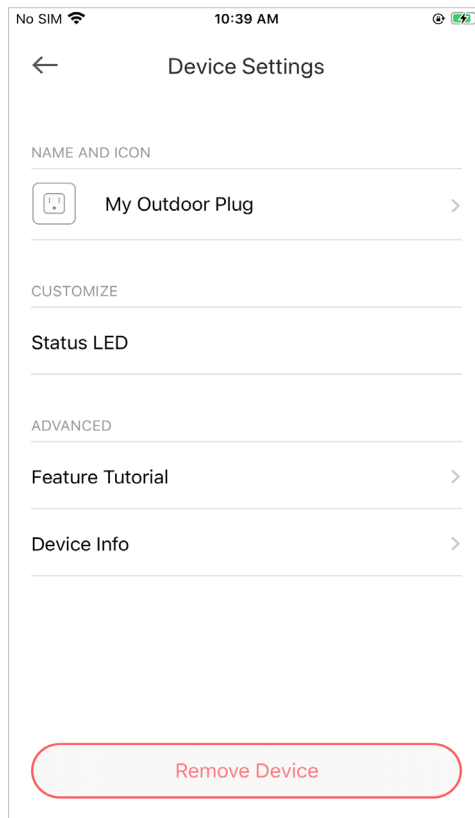 No SIM 10:39 AM
Device Settings
NAME AND ICON
My Outdoor Plug
CUSTOMIZE
Status LED
ADVANCED
Feature Tutorial
Device Info
Remove Device